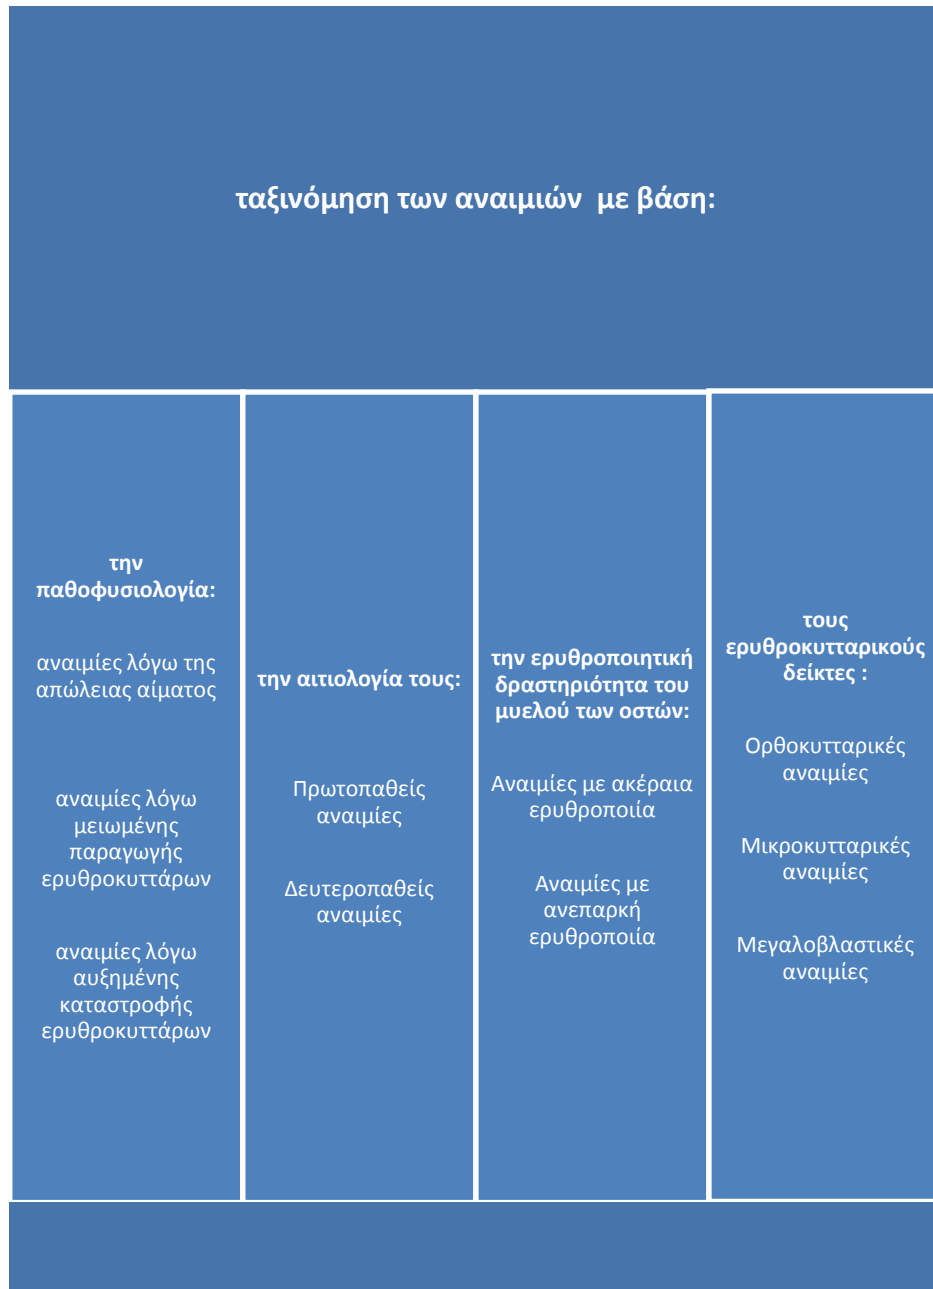 ταξινόμηση των αναιμιών  με βάση:
την
παθοφυσιολογία:
αναιμίες λόγω της
απώλειας αίματος
αναιμίες λόγω
μειωμένης
παραγωγής
ερυθροκυττάρων
αναιμίες λόγω
αυξημένης
καταστροφής
ερυθροκυττάρων
την αιτιολογία τους:
Πρωτοπαθείς
αναιμίες
Δευτεροπαθείς
αναιμίες
την ερυθροποιητική
δραστηριότητα του
μυελού των οστών:
Αναιμίες με ακέραια
ερυθροποιία
Αναιμίες με
ανεπαρκή
ερυθροποιία
τους
ερυθροκυτταρικούς
δείκτες :
Ορθοκυτταρικές
αναιμίες
Μικροκυτταρικές
αναιμίες
Μεγαλοβλαστικές
αναιμίες